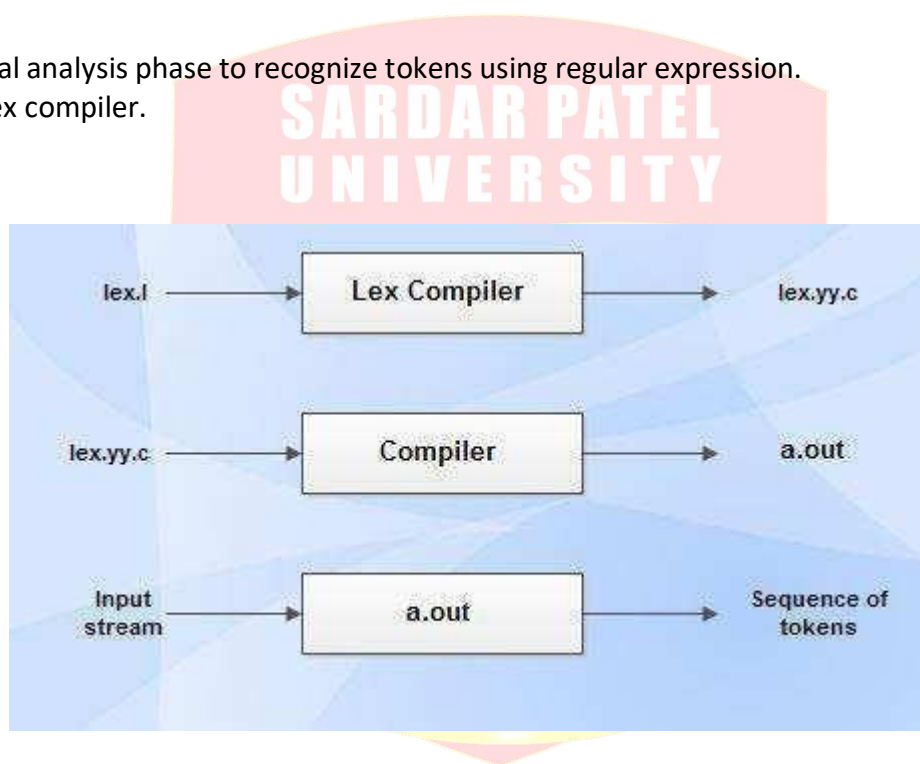 al analysis phase to recognize tokens using regular expression.
ex compiler.
SARDAR PATEL
UNIVERSITY
lex.l
Lex Compiler
lex.yy.c
lex.yy.c
Compiler
a.out
Input
stream
a.out
Sequence of
tokens